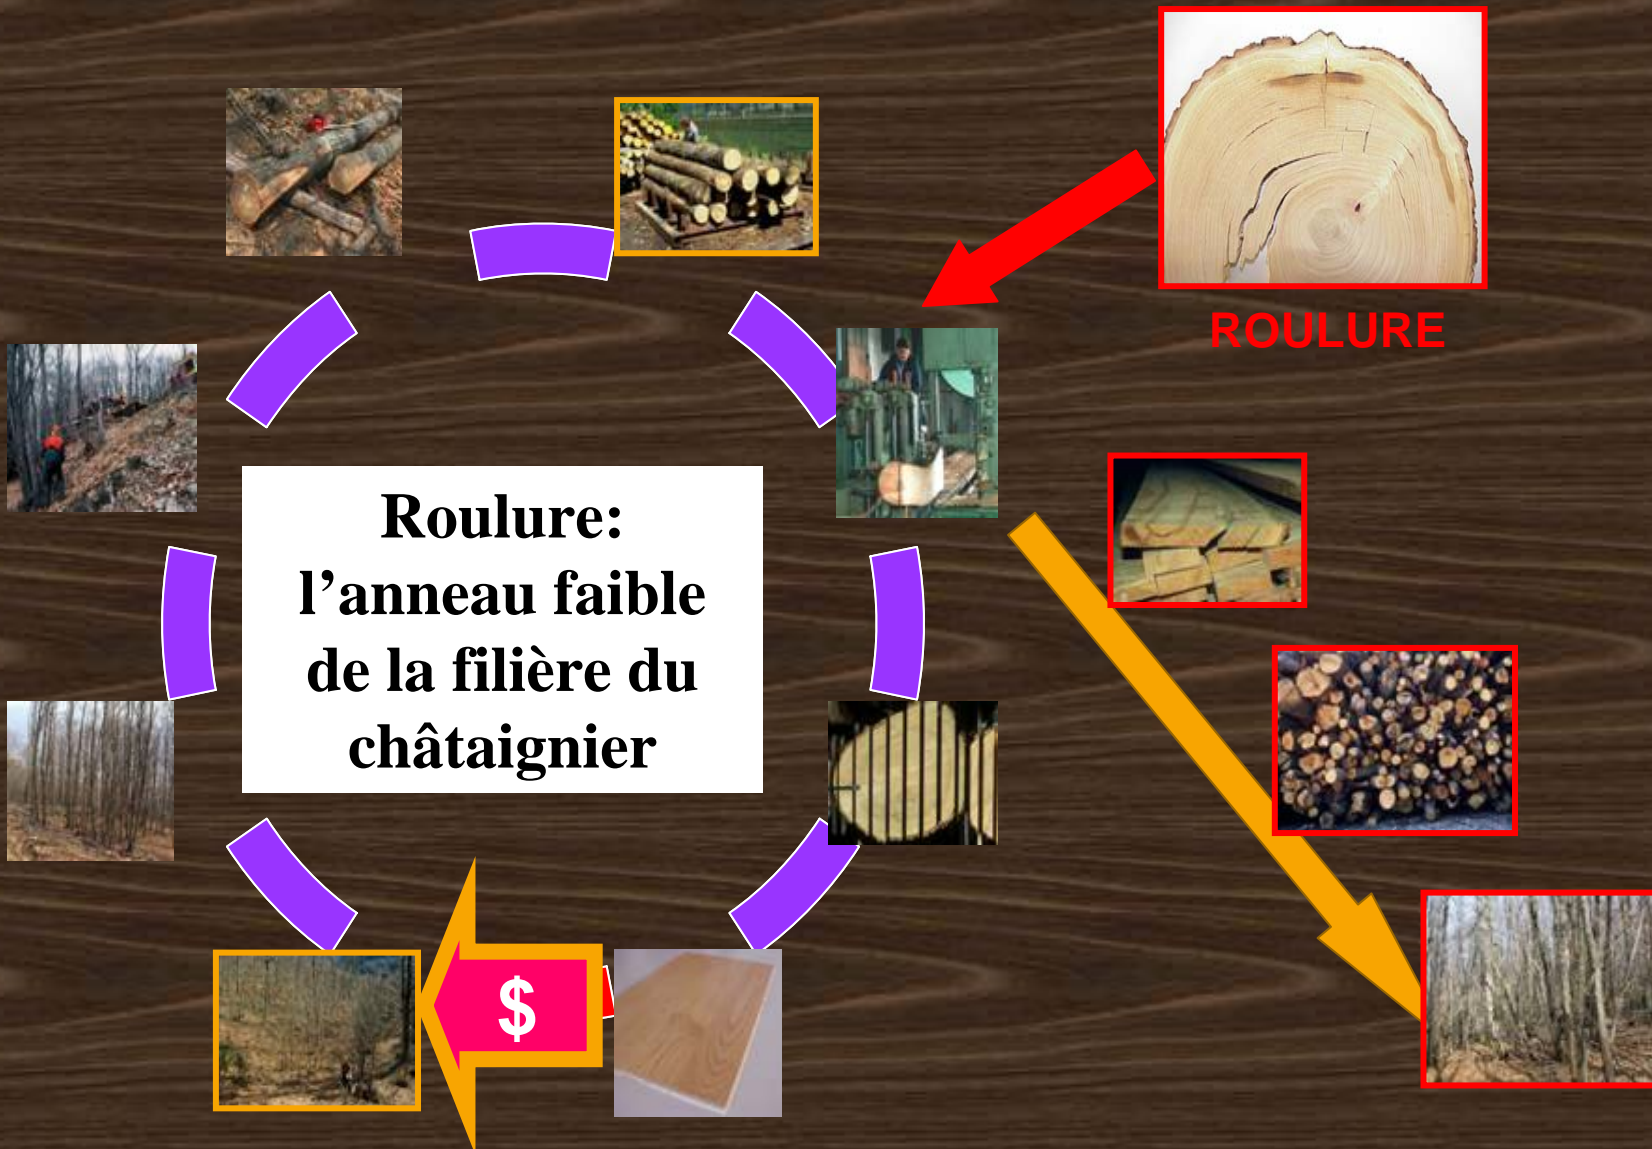 ROULURE
Roulure:
l’anneau faible
de la filière du
châtaignier
$